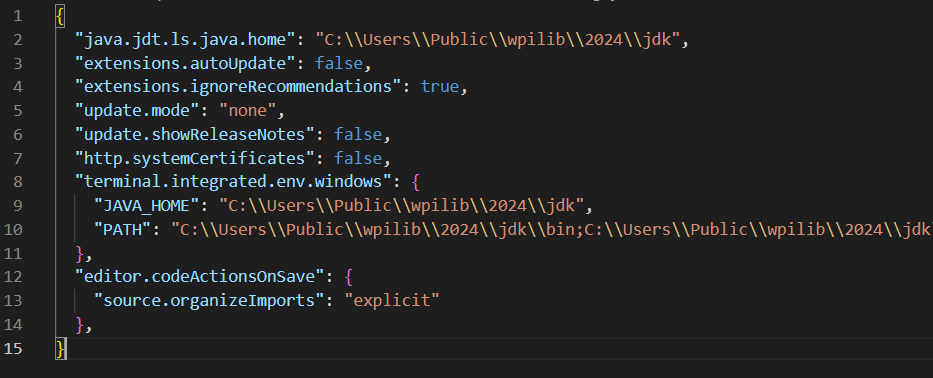 1 {
2 "java.jdt.ls.java.home": "C:\\Users\\Public\\wpilib\\2024\\jdk",
3 "extensions.autoUpdate": false,
4 "extensions.ignoreRecommendations": true,
5 "update.mode": "none",
6 "update.showReleaseNotes": false,
7 "http.systemCertificates": false,
8 "terminal.integrated.env.windows": {
9 "JAVA_HOME": "C:\\Users\\Public\\wpilib\\2024\\jdk",
10 "PATH": "C:\\Users\\Public\\wpilib\\2024\\jdk\\bin;C:\\Users\\Public\\wpilib\\2024\\jdk
11 },
12 "editor.codeActionsOnSave": {
13 "source.organizeImports": "explicit"
14 },
15 }